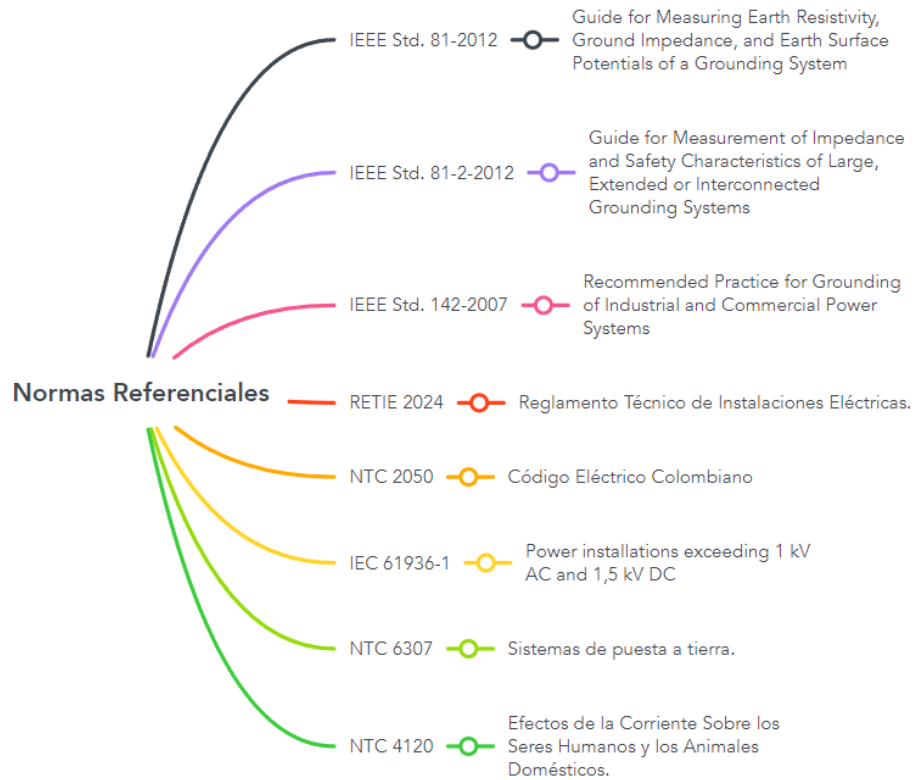 Normas Referenciales
IEEE Std. 81-2012
Guide for Measuring Earth Resistivity,
Ground Impedance, and Earth Surface
Potentials of a Grounding System
IEEE Std. 81-2-2012
Guide for Measurement of Impedance
and Safety Characteristics of Large,
Extended or Interconnected
Grounding Systems
IEEE Std. 142-2007
Recommended Practice for Grounding
of Industrial and Commercial Power
Systems
RETIE 2024
Reglamento Técnico de Instalaciones Eléctricas.
NTC 2050
Código Eléctrico Colombiano
IEC 61936-1
Power installations exceeding 1 kV
AC and 1,5 kV DC
NTC 6307
Sistemas de puesta a tierra.
NTC 4120
Efectos de la Corriente Sobre los
Seres Humanos y los Animales
Domésticos.